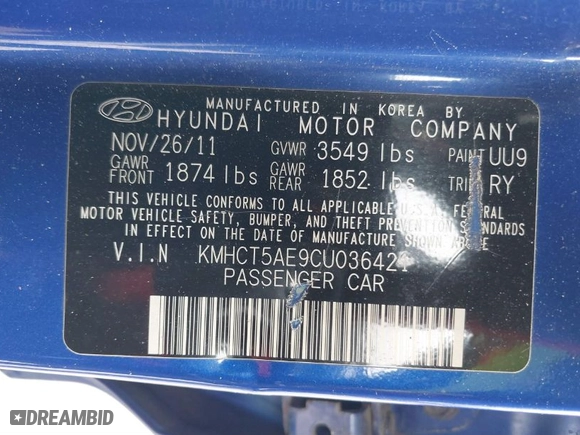 MANUFACTURED IN KOREA BY
HYUNDAI MOTOR COMPANY
NOV/26/11 GVWR 3549 lbs PAINT UU9
GAWR FRONT 1874 lbs GAWR REAR 1852 lbs TRIM RY
THIS VEHICLE CONFORMS TO ALL APPLICABLE U.S.A. FEDERAL
MOTOR VEHICLE SAFETY, BUMPER, AND THEFT PREVENTION STANDARDS
IN EFFECT ON THE DATE OF MANUFACTURE SHOWN ABOVE.
V.I.N KMHCT5AE9CU036421
PASSENGER CAR
DREAMBID